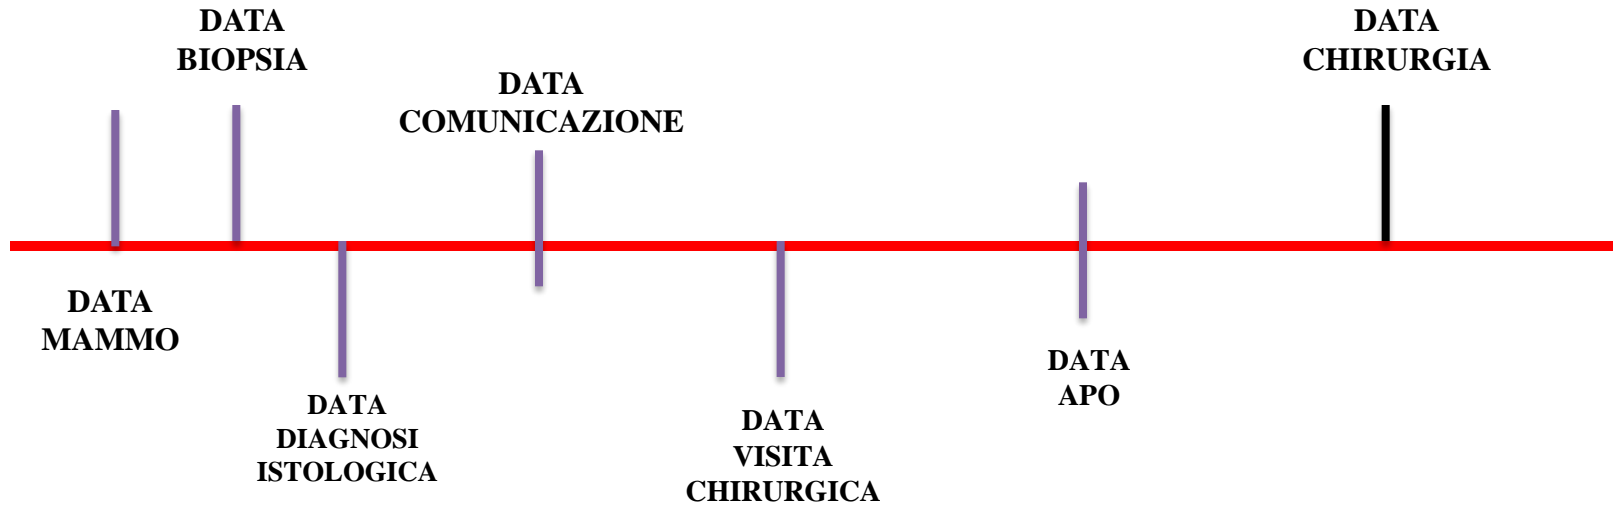 DATA
BIOPSIA
DATA
CHIRURGIA
DATA
COMUNICAZIONE
DATA
MAMMO
DATA
DIAGNOSI
ISTOLOGICA
DATA
VISITA
CHIRURGICA
DATA
APO